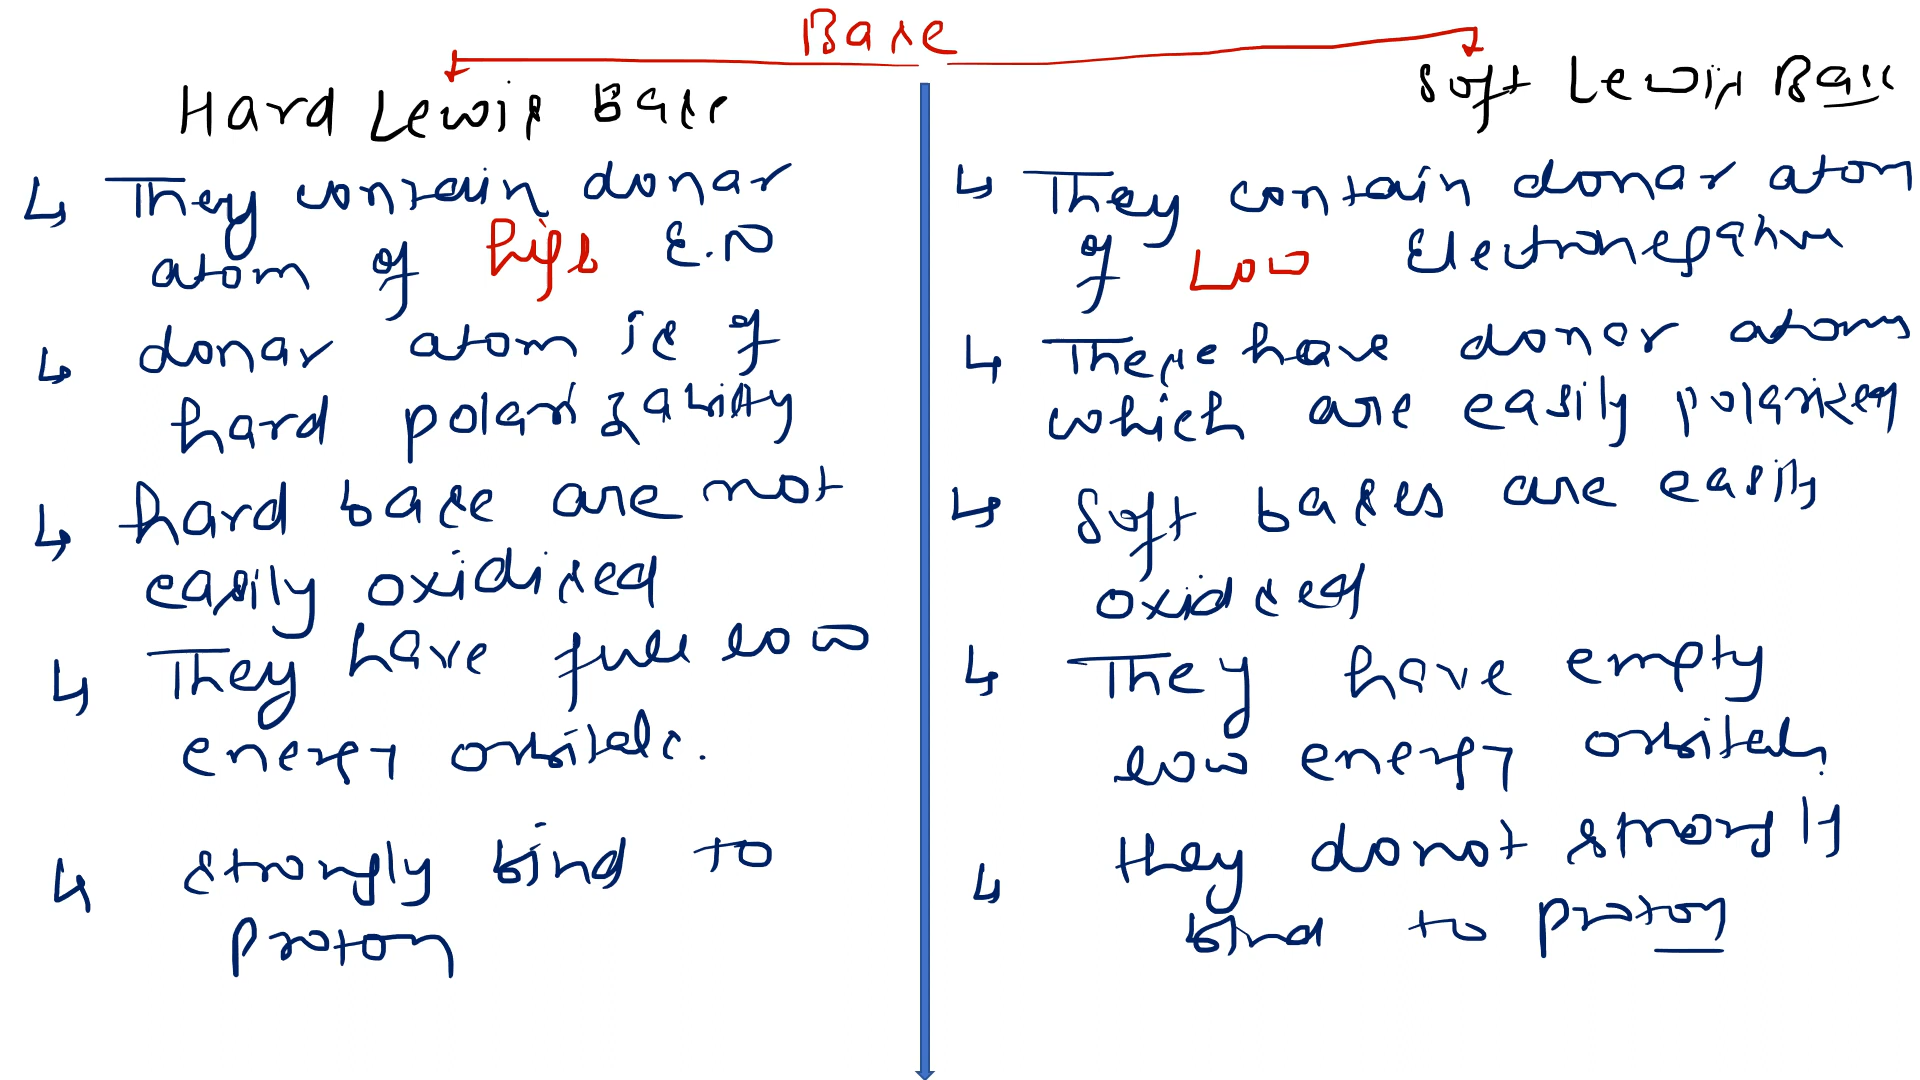 Base
Hard Lewis Base
They contain donar
atom of high E.N
donar atom is of
hard polarizability
hard base are not
easily oxidised
They have full low
energy orbitals.
strongly bind to
proton
Soft Lewis Base
They contain donar atom
of Low Electronegative
These have donor atoms
which are easily polarized
Soft bases are easily
oxidised
They have empty
low energy orbitals.
they donot strongly
bind to proton